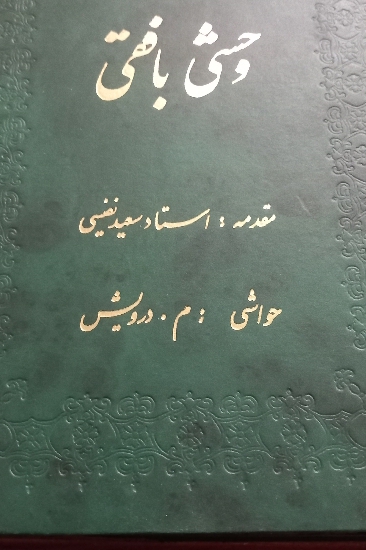 وحشی بافقی
مقدمه : استاد سعید نفیسی
حواشی : م . درویش